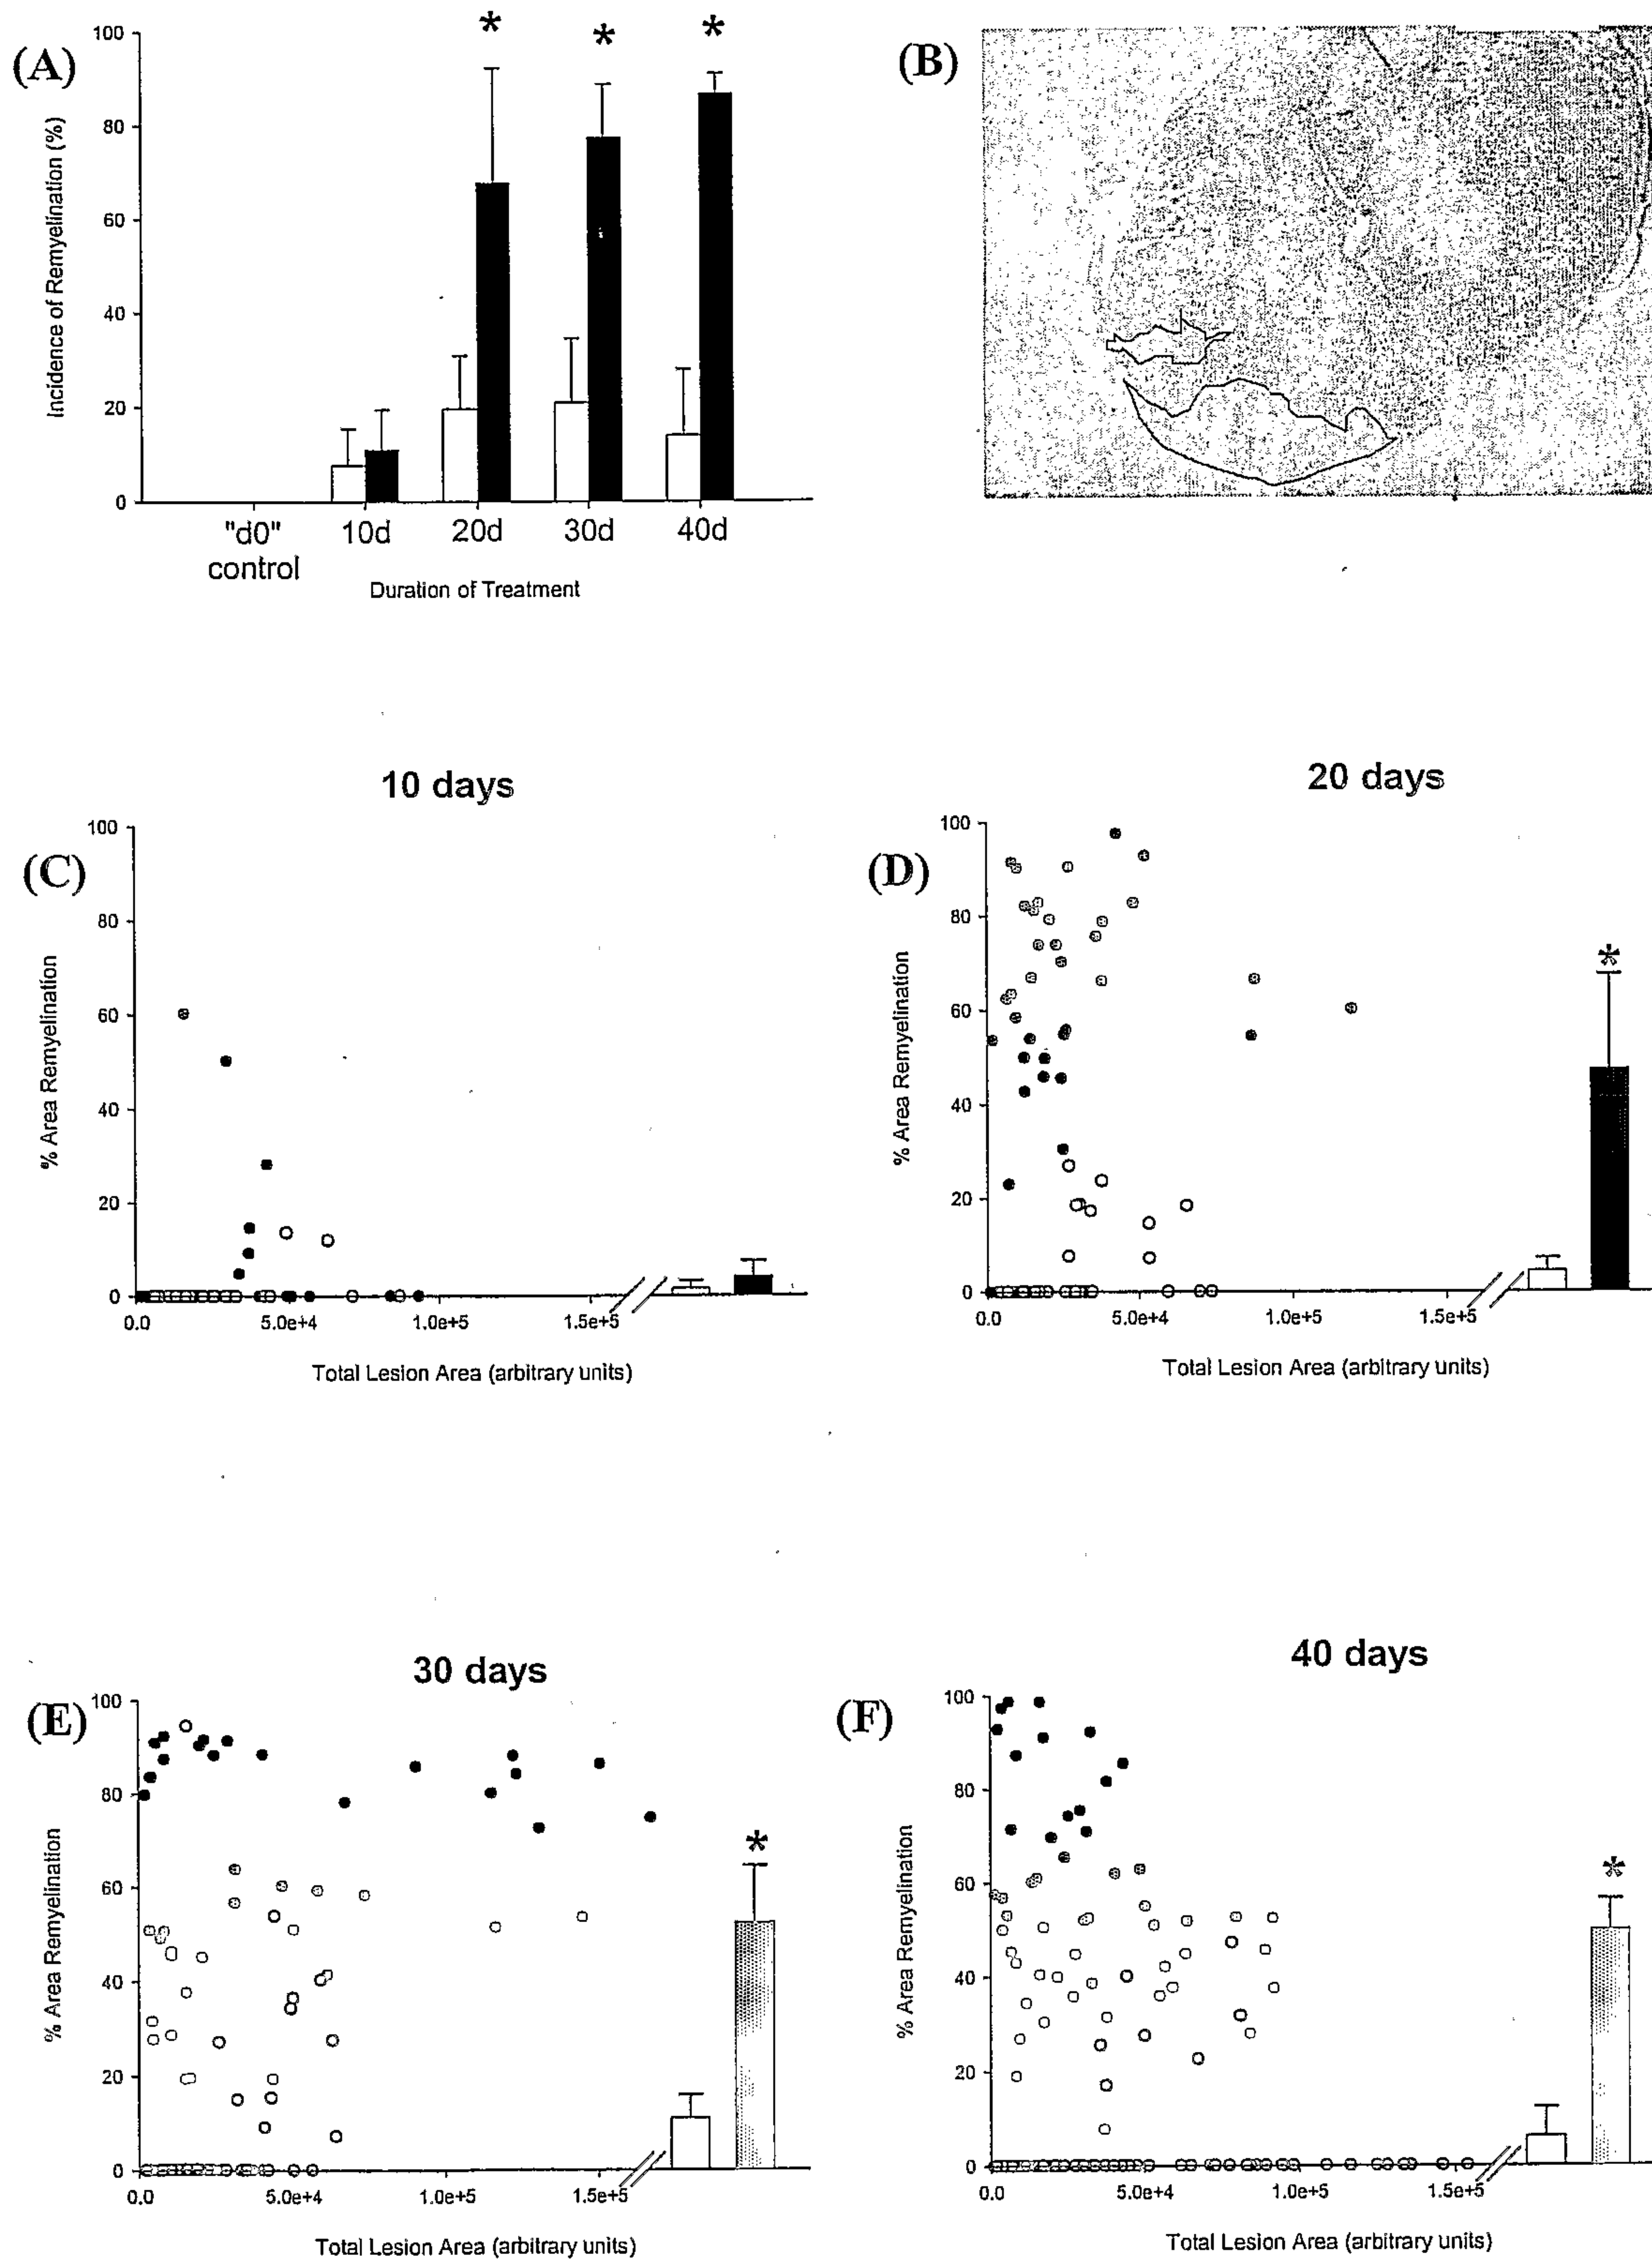 (A)
100
80
60
40
20
0
Incidence of Remyelination (%)
* * *
"d0" 10d 20d 30d 40d
control
Duration of Treatment
(B)
10 days
(C)
100
80
60
40
20
0
% Area Remyelination
0.0 5.0e+4 1.0e+5 1.5e+5
Total Lesion Area (arbitrary units)
20 days
(D)
100
80
60
40
20
0
% Area Remyelination
*
0.0 5.0e+4 1.0e+5 1.5e+5
Total Lesion Area (arbitrary units)
30 days
(E)
100
80
60
40
20
0
% Area Remyelination
*
0.0 5.0e+4 1.0e+5 1.5e+5
Total Lesion Area (arbitrary units)
40 days
(F)
100
80
60
40
20
0
% Area Remyelination
*
0.0 5.0e+4 1.0e+5 1.5e+5
Total Lesion Area (arbitrary units)